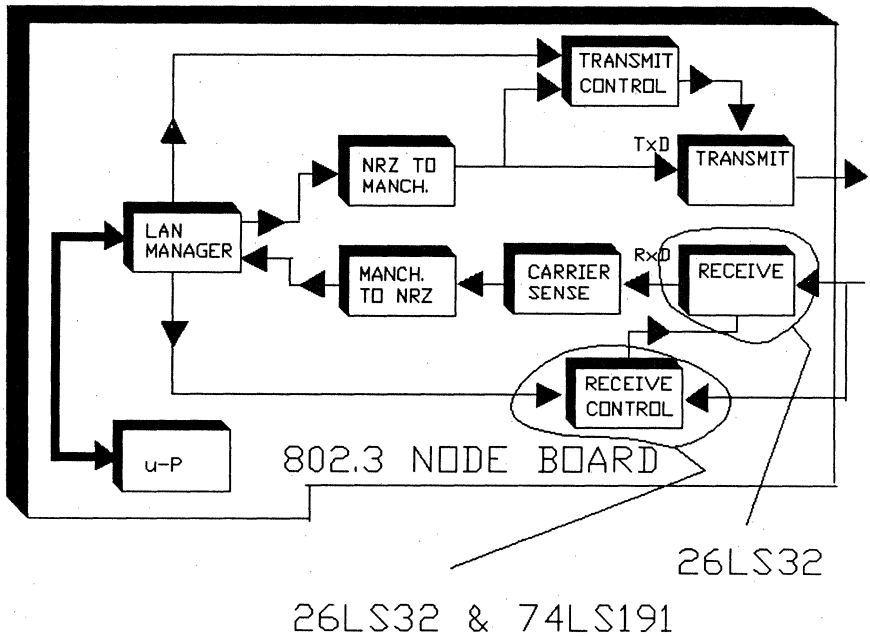 TRANSMIT
CONTROL
TxD
TRANSMIT
NRZ TO
MANCH.
LAN
MANAGER
MANCH.
TO NRZ
CARRIER
SENSE
RxD
RECEIVE
RECEIVE
CONTROL
u-P
802.3 NODE BOARD
26LS32
26LS32 & 74LS191